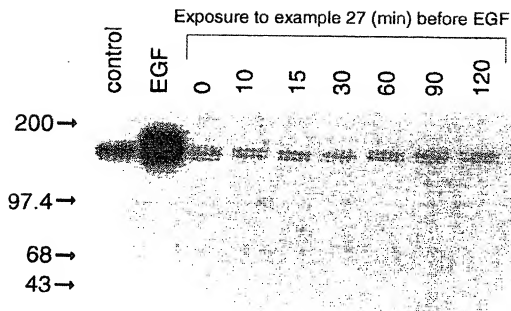 Exposure to example 27 (min) before EGF
control EGF 0 10 15 30 60 90 120
200→
97.4→
68→
43→